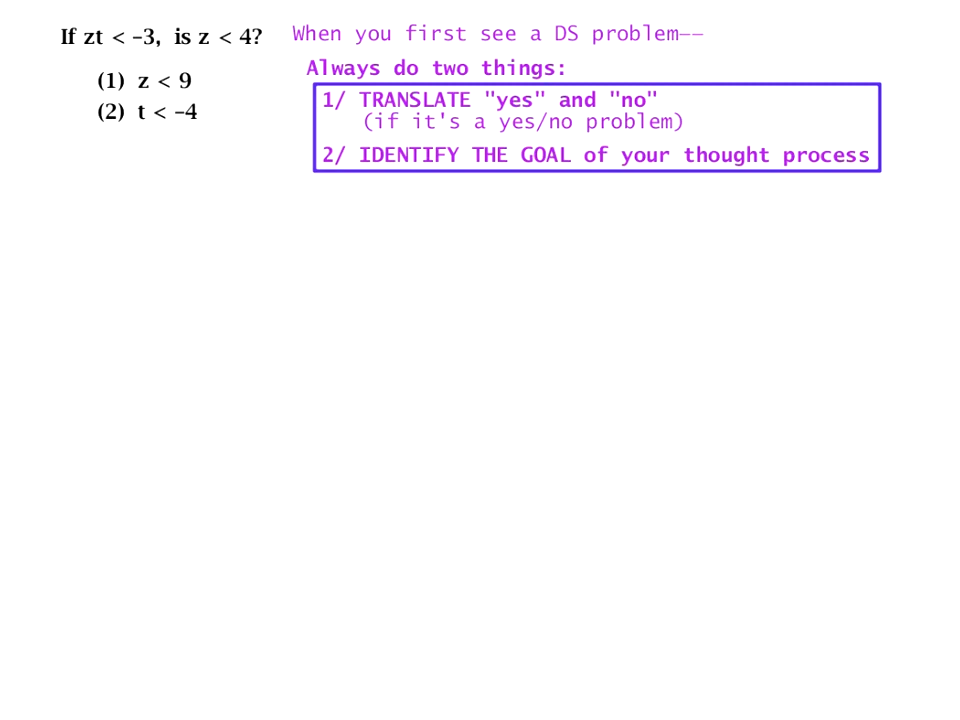 If zt < –3, is z < 4?
(1) z < 9
(2) t < –4
When you first see a DS problem––
Always do two things:
1/ TRANSLATE "yes" and "no"
(if it's a yes/no problem)
2/ IDENTIFY THE GOAL of your thought process